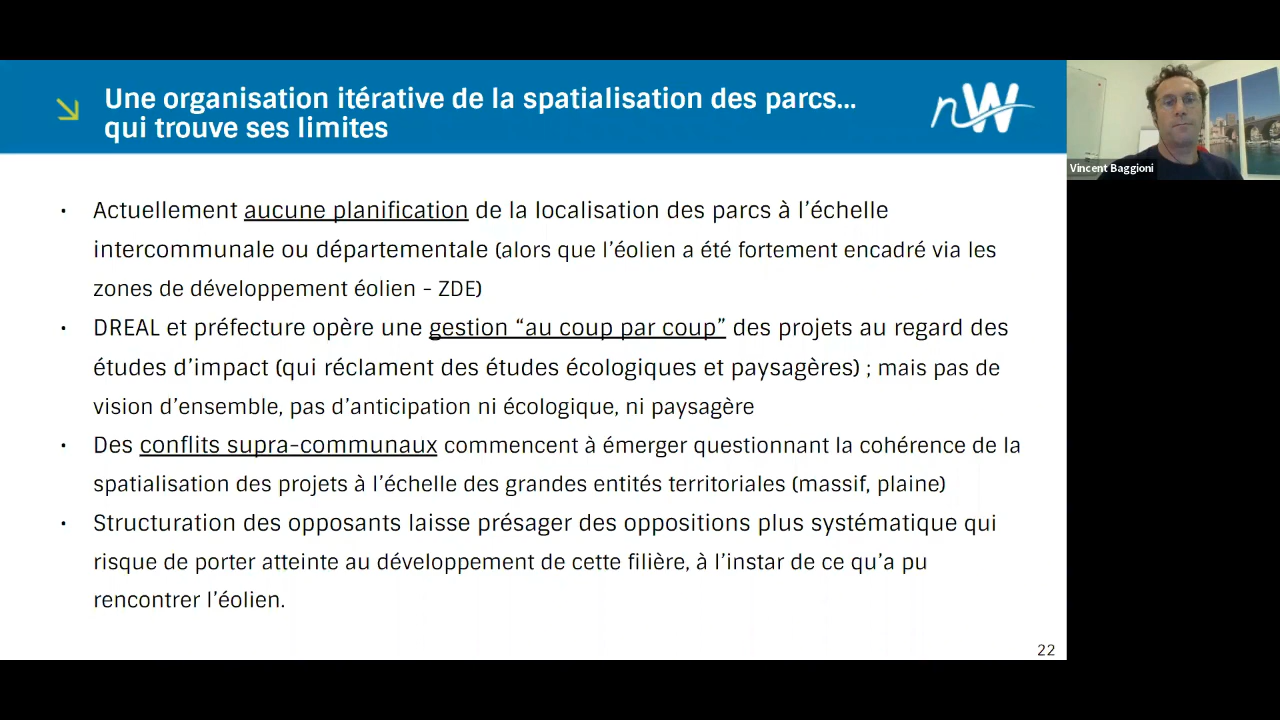 Une organisation itérative de la spatialisation des parcs...
qui trouve ses limites
nW
Vincent Baggioni
• Actuellement aucune planification de la localisation des parcs à l’échelle
intercommunale ou départementale (alors que l’éolien a été fortement encadré via les
zones de développement éolien - ZDE)
• DREAL et préfecture opère une gestion “au coup par coup” des projets au regard des
études d’impact (qui réclament des études écologiques et paysagères) ; mais pas de
vision d’ensemble, pas d’anticipation ni écologique, ni paysagère
• Des conflits supra-communaux commencent à émerger questionnant la cohérence de la
spatialisation des projets à l’échelle des grandes entités territoriales (massif, plaine)
• Structuration des opposants laisse présager des oppositions plus systématique qui
risque de porter atteinte au développement de cette filière, à l’instar de ce qu’a pu
rencontrer l’éolien.
22